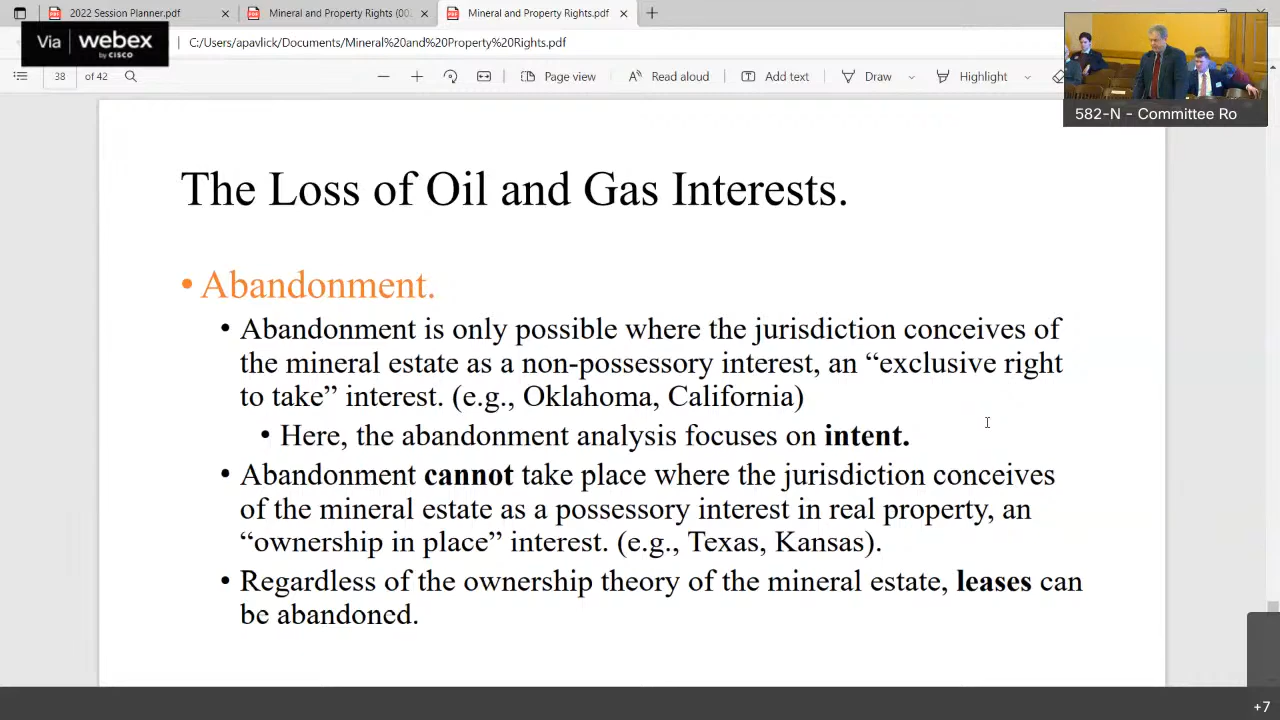 2022 Session Planner.pdf
Mineral and Property Rights (00
Mineral and Property Rights.pdf
Via webex
by CISCO
C:/Users/apavlick/Documents/Mineral%20and%20Property%20Rights.pdf
38 of 42
Page view
Read aloud
Add text
Draw
Highlight
582-N - Committee Ro
The Loss of Oil and Gas Interests.
• Abandonment.
• Abandonment is only possible where the jurisdiction conceives of
the mineral estate as a non-possessory interest, an “exclusive right
to take” interest. (e.g., Oklahoma, California)
• Here, the abandonment analysis focuses on intent.
• Abandonment cannot take place where the jurisdiction conceives
of the mineral estate as a possessory interest in real property, an
“ownership in place” interest. (e.g., Texas, Kansas).
• Regardless of the ownership theory of the mineral estate, leases can
be abandoned.
+7